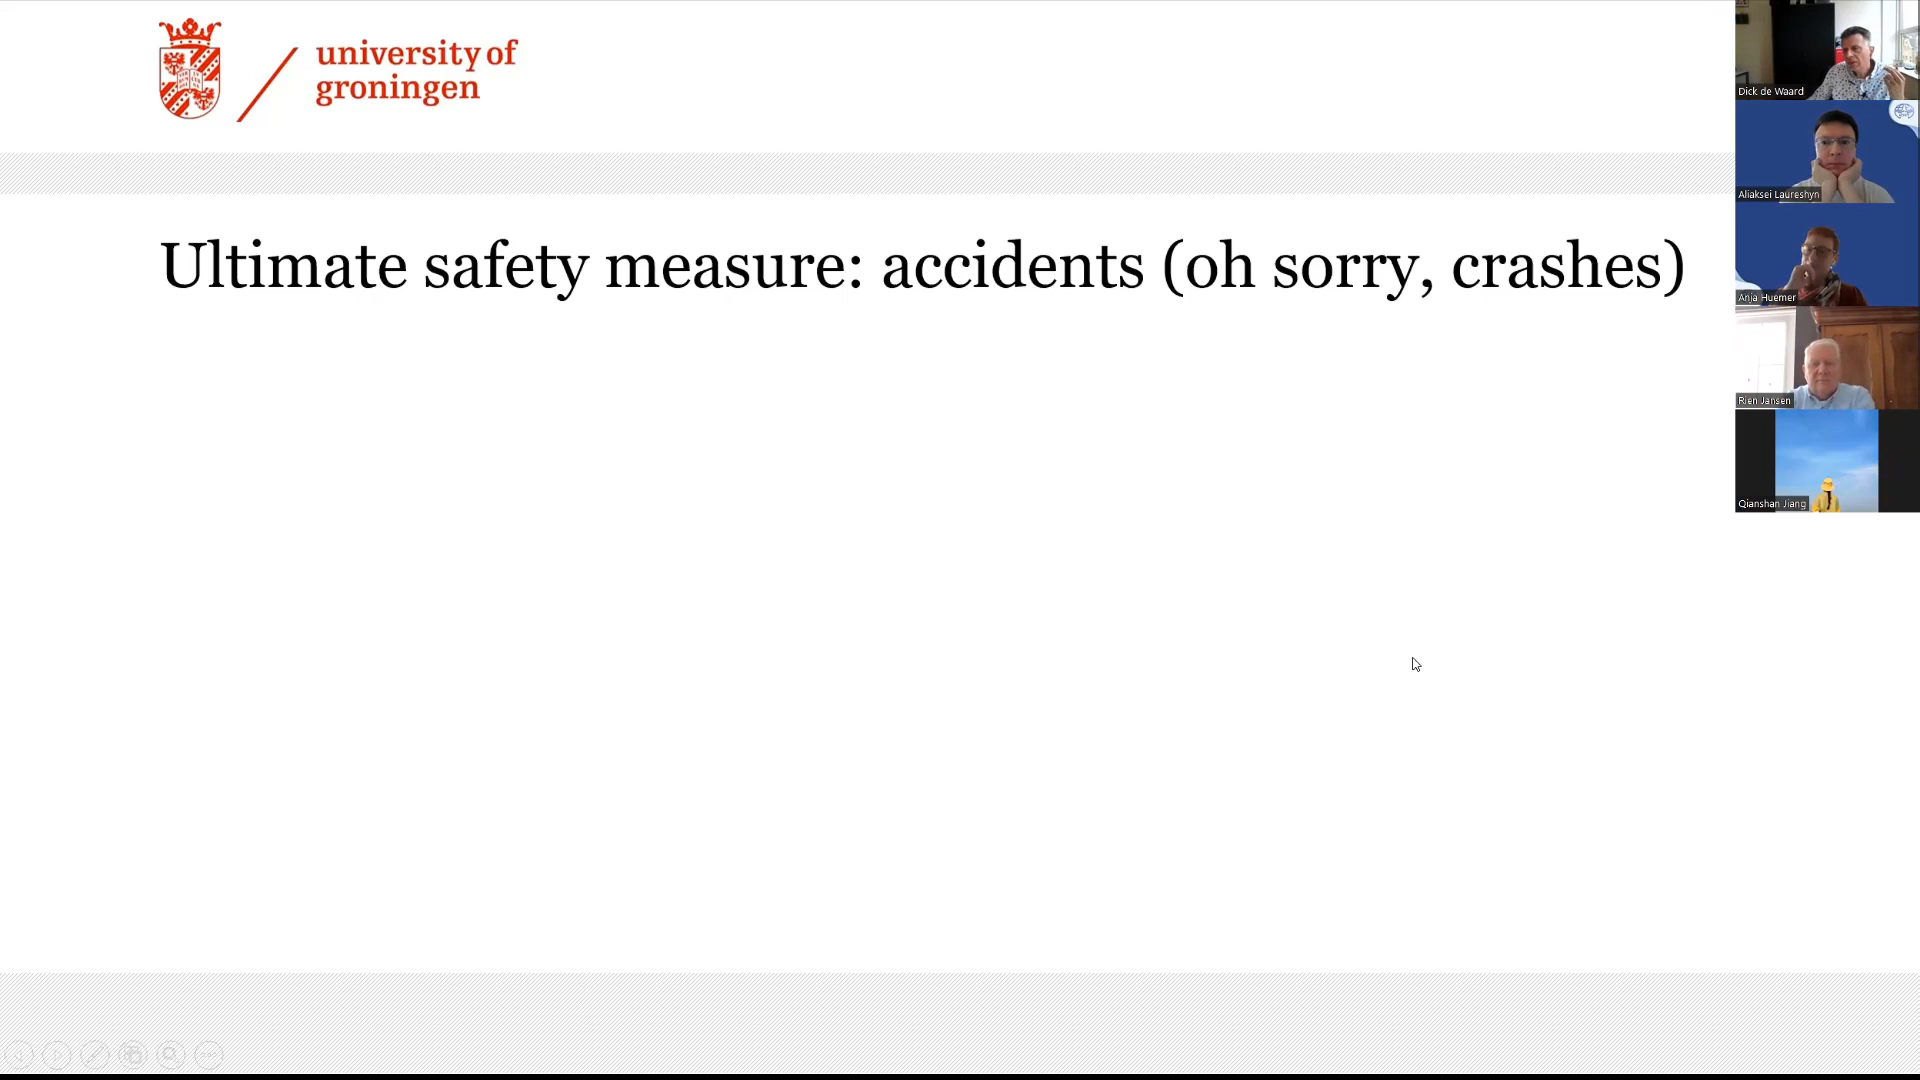 university of
groningen
Ultimate safety measure: accidents (oh sorry, crashes)
Dick de Waard
Aliaksei Laureshyn
Anja Huemer
Rien Jansen
Qianshan Jiang